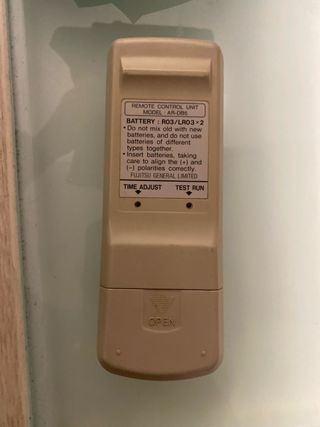 REMOTE CONTROL UNIT
MODEL : AR-DB5
BATTERY : R03/LR03×2
• Do not mix old with new
batteries, and do not use
batteries of different
types together.
• Insert batteries, taking
care to align the (+) and
(−) polarities correctly.
FUJITSU GENERAL LIMITED
TIME ADJUST TEST RUN
OPEN